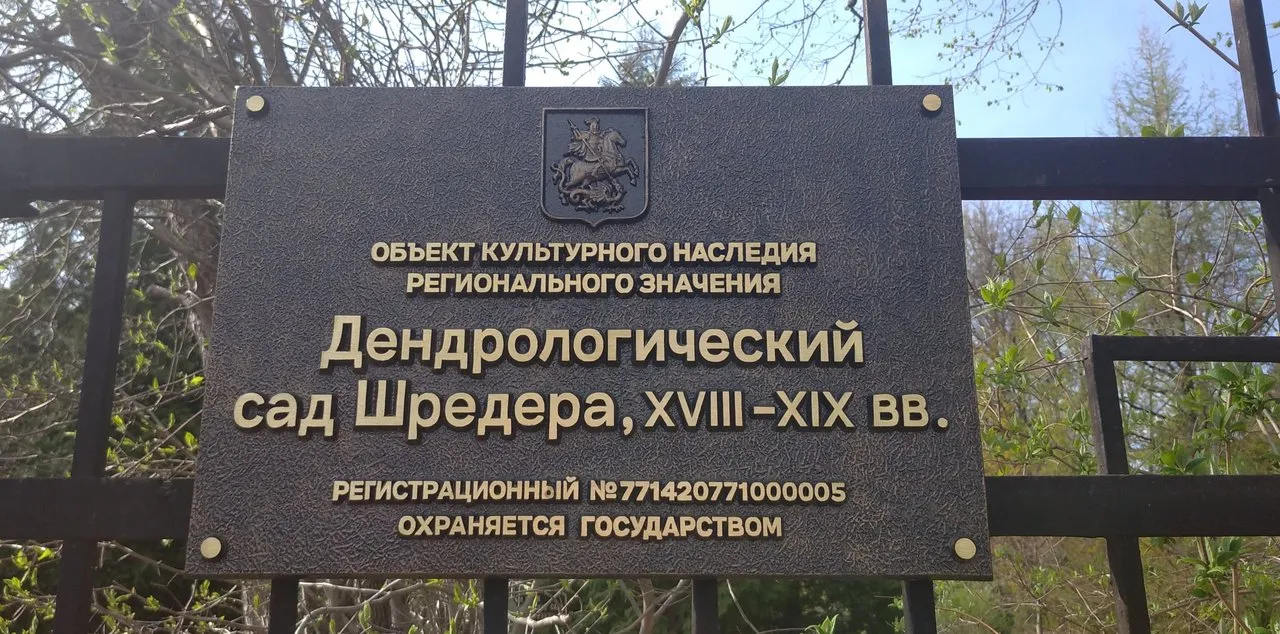 ОБЪЕКТ КУЛЬТУРНОГО НАСЛЕДИЯ
РЕГИОНАЛЬНОГО ЗНАЧЕНИЯ
Дендрологический
сад Шредера, XVIII-XIX вв.
РЕГИСТРАЦИОННЫЙ №771420771000005
ОХРАНЯЕТСЯ ГОСУДАРСТВОМ